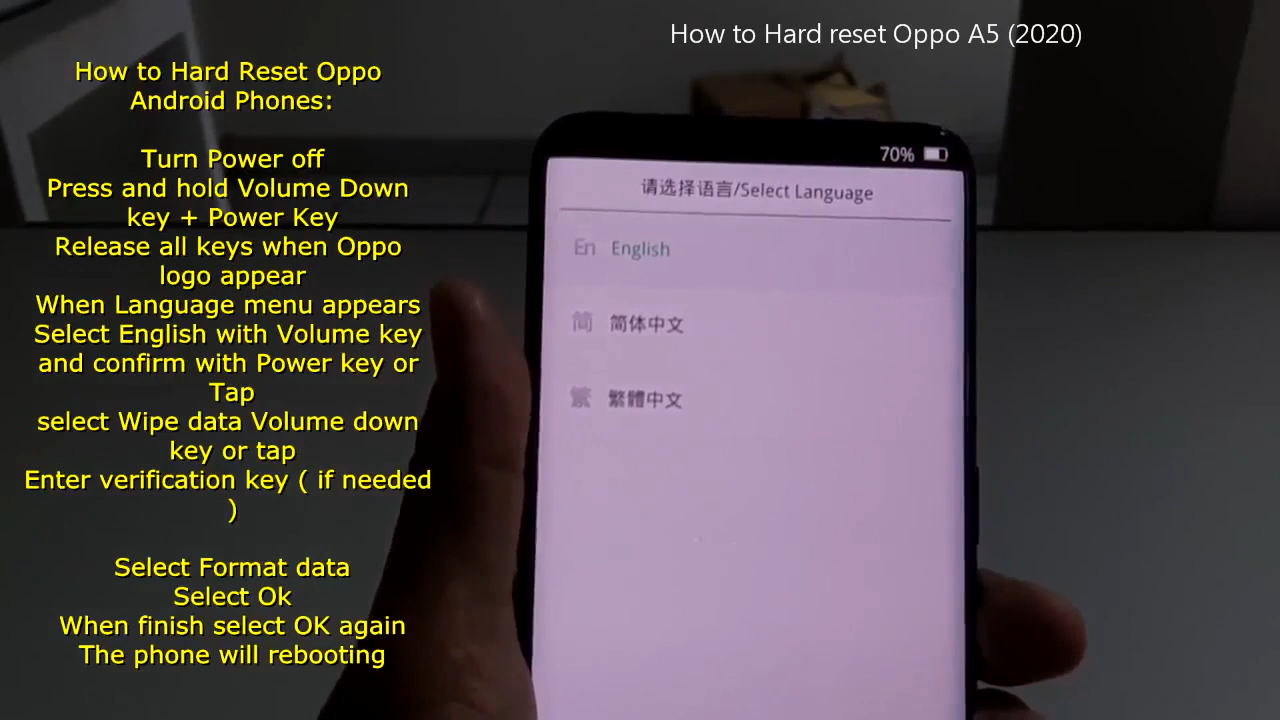 How to Hard reset Oppo A5 (2020)
How to Hard Reset Oppo
Android Phones:
Turn Power off
Press and hold Volume Down
key + Power Key
Release all keys when Oppo
logo appear
When Language menu appears
Select English with Volume key
and confirm with Power key or
Tap
select Wipe data Volume down
key or tap
Enter verification key ( if needed
)
Select Format data
Select Ok
When finish select OK again
The phone will rebooting
70%
请选择语言/Select Language
En English
简 简体中文
繁 繁體中文